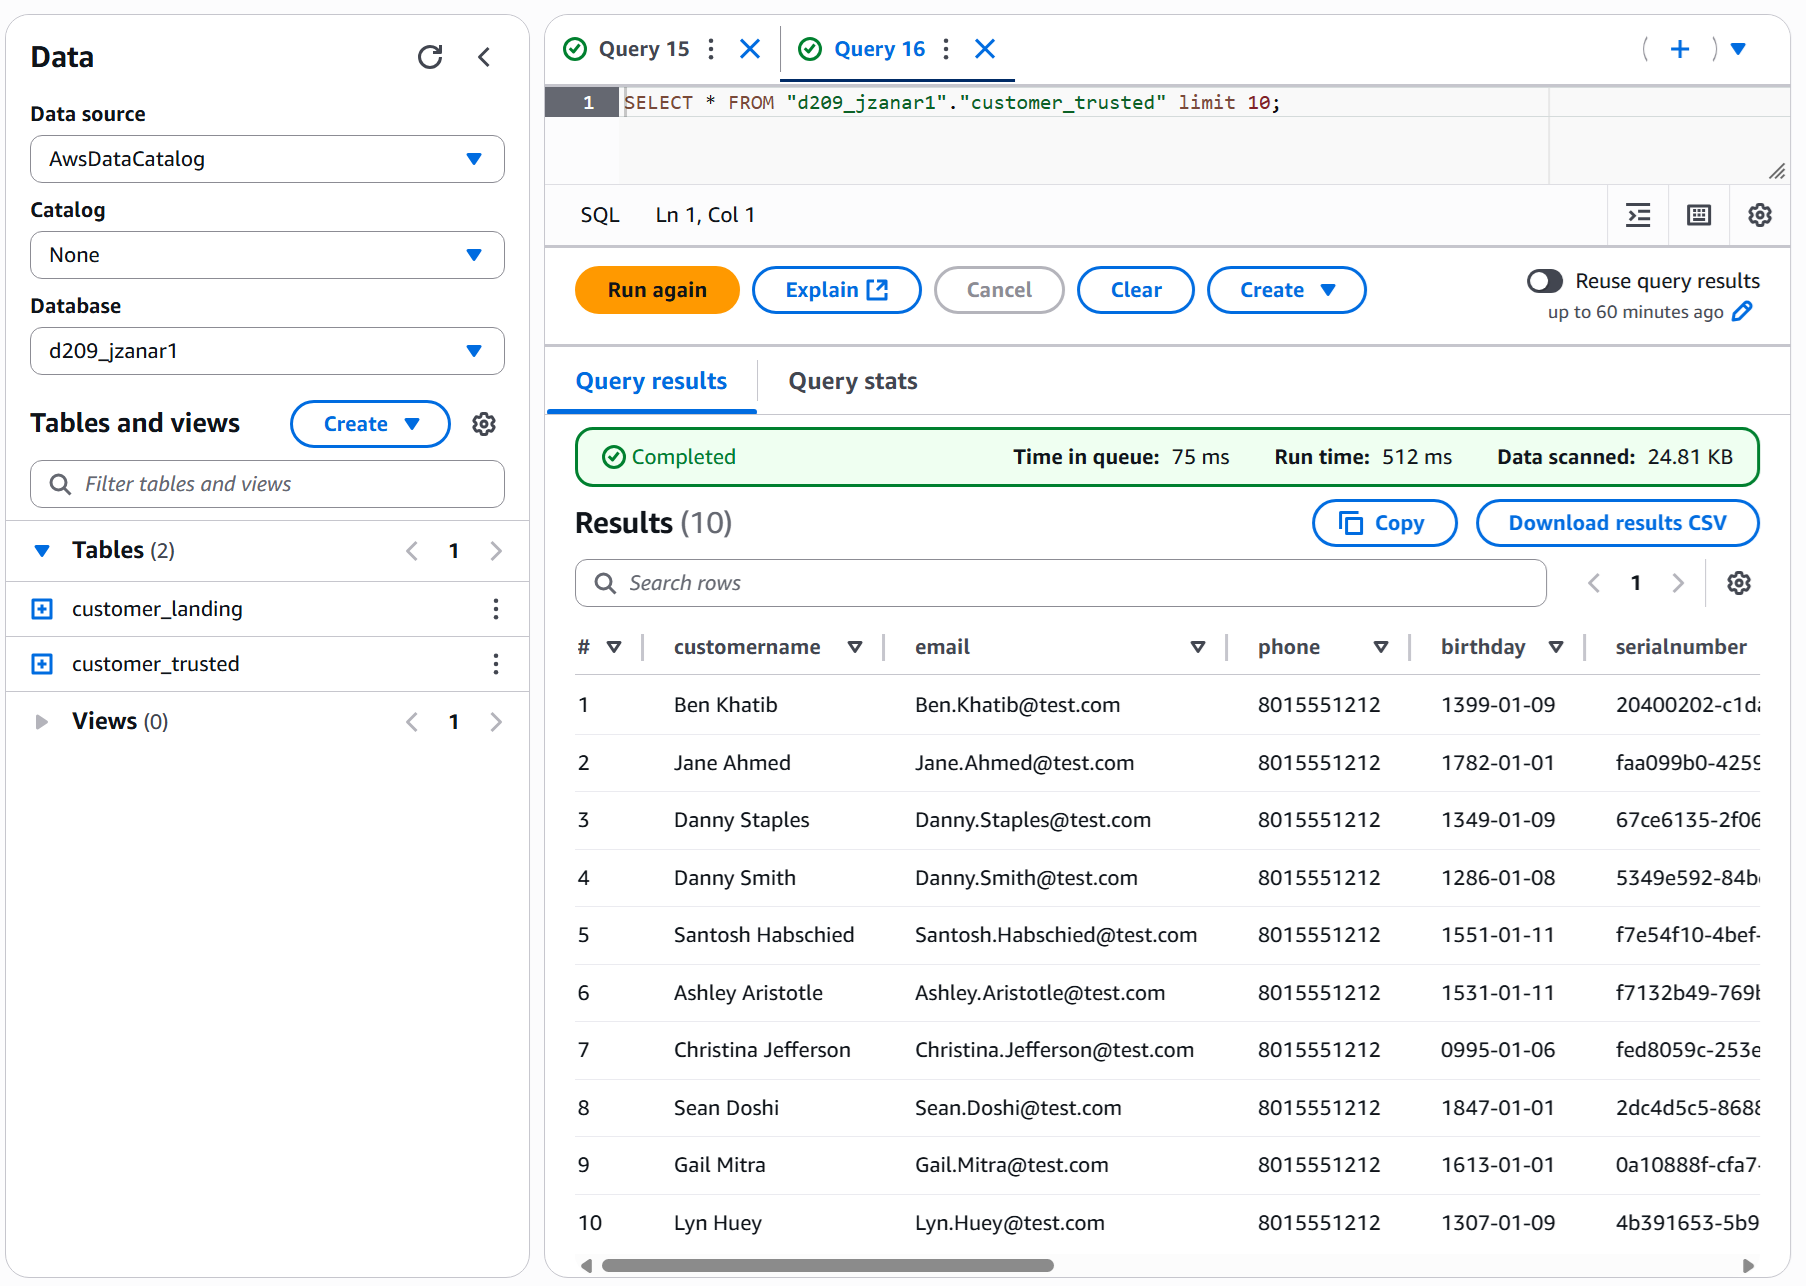 Data
Data source
AwsDataCatalog
Catalog
None
Database
d209_jzanar1
Tables and views
Create
Filter tables and views
Tables (2)
1
customer_landing
customer_trusted
Views (0)
1
Query 15
Query 16
1 SELECT * FROM "d209_jzanar1"."customer_trusted" limit 10;
SQL Ln 1, Col 1
Run again Explain Cancel Clear Create
Reuse query results
up to 60 minutes ago
Query results Query stats
Completed Time in queue: 75 ms Run time: 512 ms Data scanned: 24.81 KB
Results (10) Copy Download results CSV
Search rows 1
# customername email phone birthday serialnumber
1 Ben Khatib Ben.Khatib@test.com 8015551212 1399-01-09 20400202-c1da
2 Jane Ahmed Jane.Ahmed@test.com 8015551212 1782-01-01 faa099b0-4259
3 Danny Staples Danny.Staples@test.com 8015551212 1349-01-09 67ce6135-2f06
4 Danny Smith Danny.Smith@test.com 8015551212 1286-01-08 5349e592-84b
5 Santosh Habschied Santosh.Habschied@test.com 8015551212 1551-01-11 f7e54f10-4bef-
6 Ashley Aristotle Ashley.Aristotle@test.com 8015551212 1531-01-11 f7132b49-769b
7 Christina Jefferson Christina.Jefferson@test.com 8015551212 0995-01-06 fed8059c-253e
8 Sean Doshi Sean.Doshi@test.com 8015551212 1847-01-01 2dc4d5c5-8688
9 Gail Mitra Gail.Mitra@test.com 8015551212 1613-01-01 0a10888f-cfa7-
10 Lyn Huey Lyn.Huey@test.com 8015551212 1307-01-09 4b391653-5b9